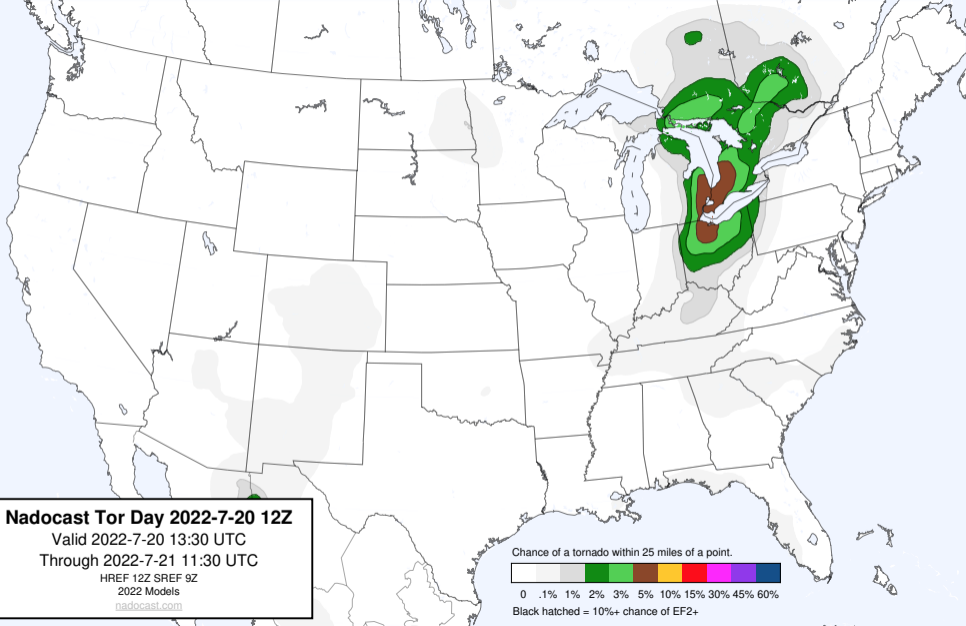 Nadocast Tor Day 2022-7-20 12Z
Valid 2022-7-20 13:30 UTC
Through 2022-7-21 11:30 UTC
HREF 12Z SREF 9Z
2022 Models
nadocast.com
Chance of a tornado within 25 miles of a point.
0 .1% 1% 2% 3% 5% 10% 15% 30% 45% 60%
Black hatched = 10%+ chance of EF2+